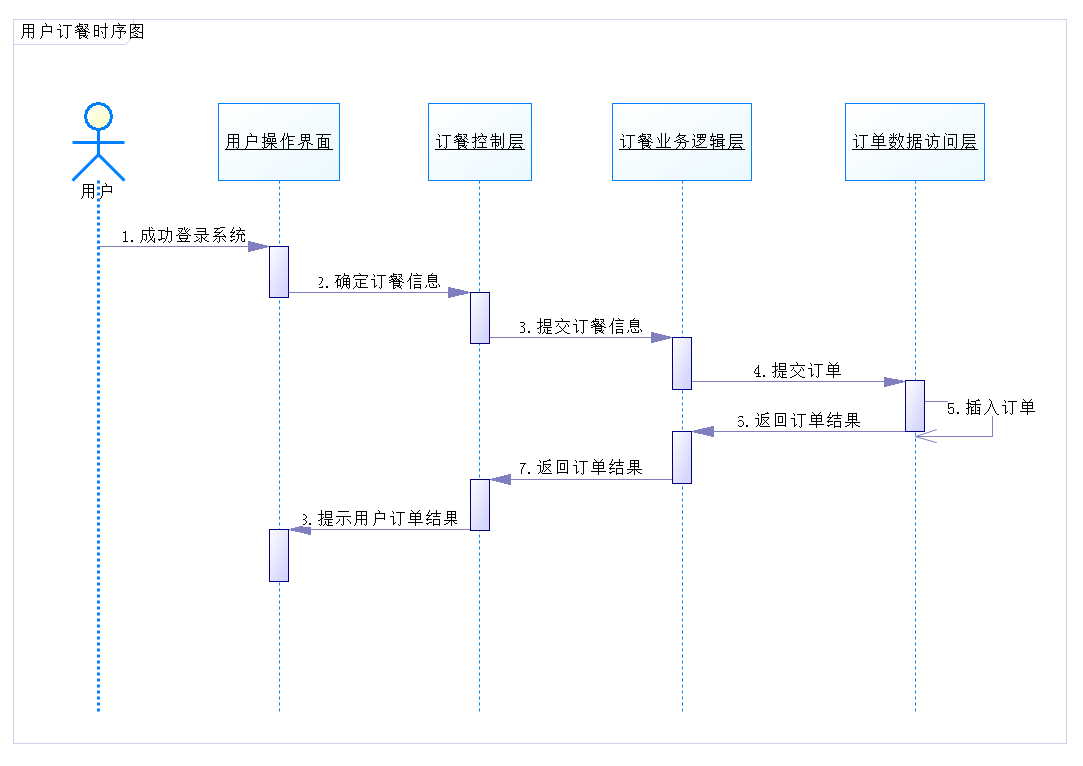 用户订餐时序图
用户操作界面
订餐控制层
订餐业务逻辑层
订单数据访问层
用户
1.成功登录系统
2.确定订餐信息
3.提交订餐信息
4.提交订单
5.插入订单
6.返回订单结果
7.返回订单结果
8.提示用户订单结果